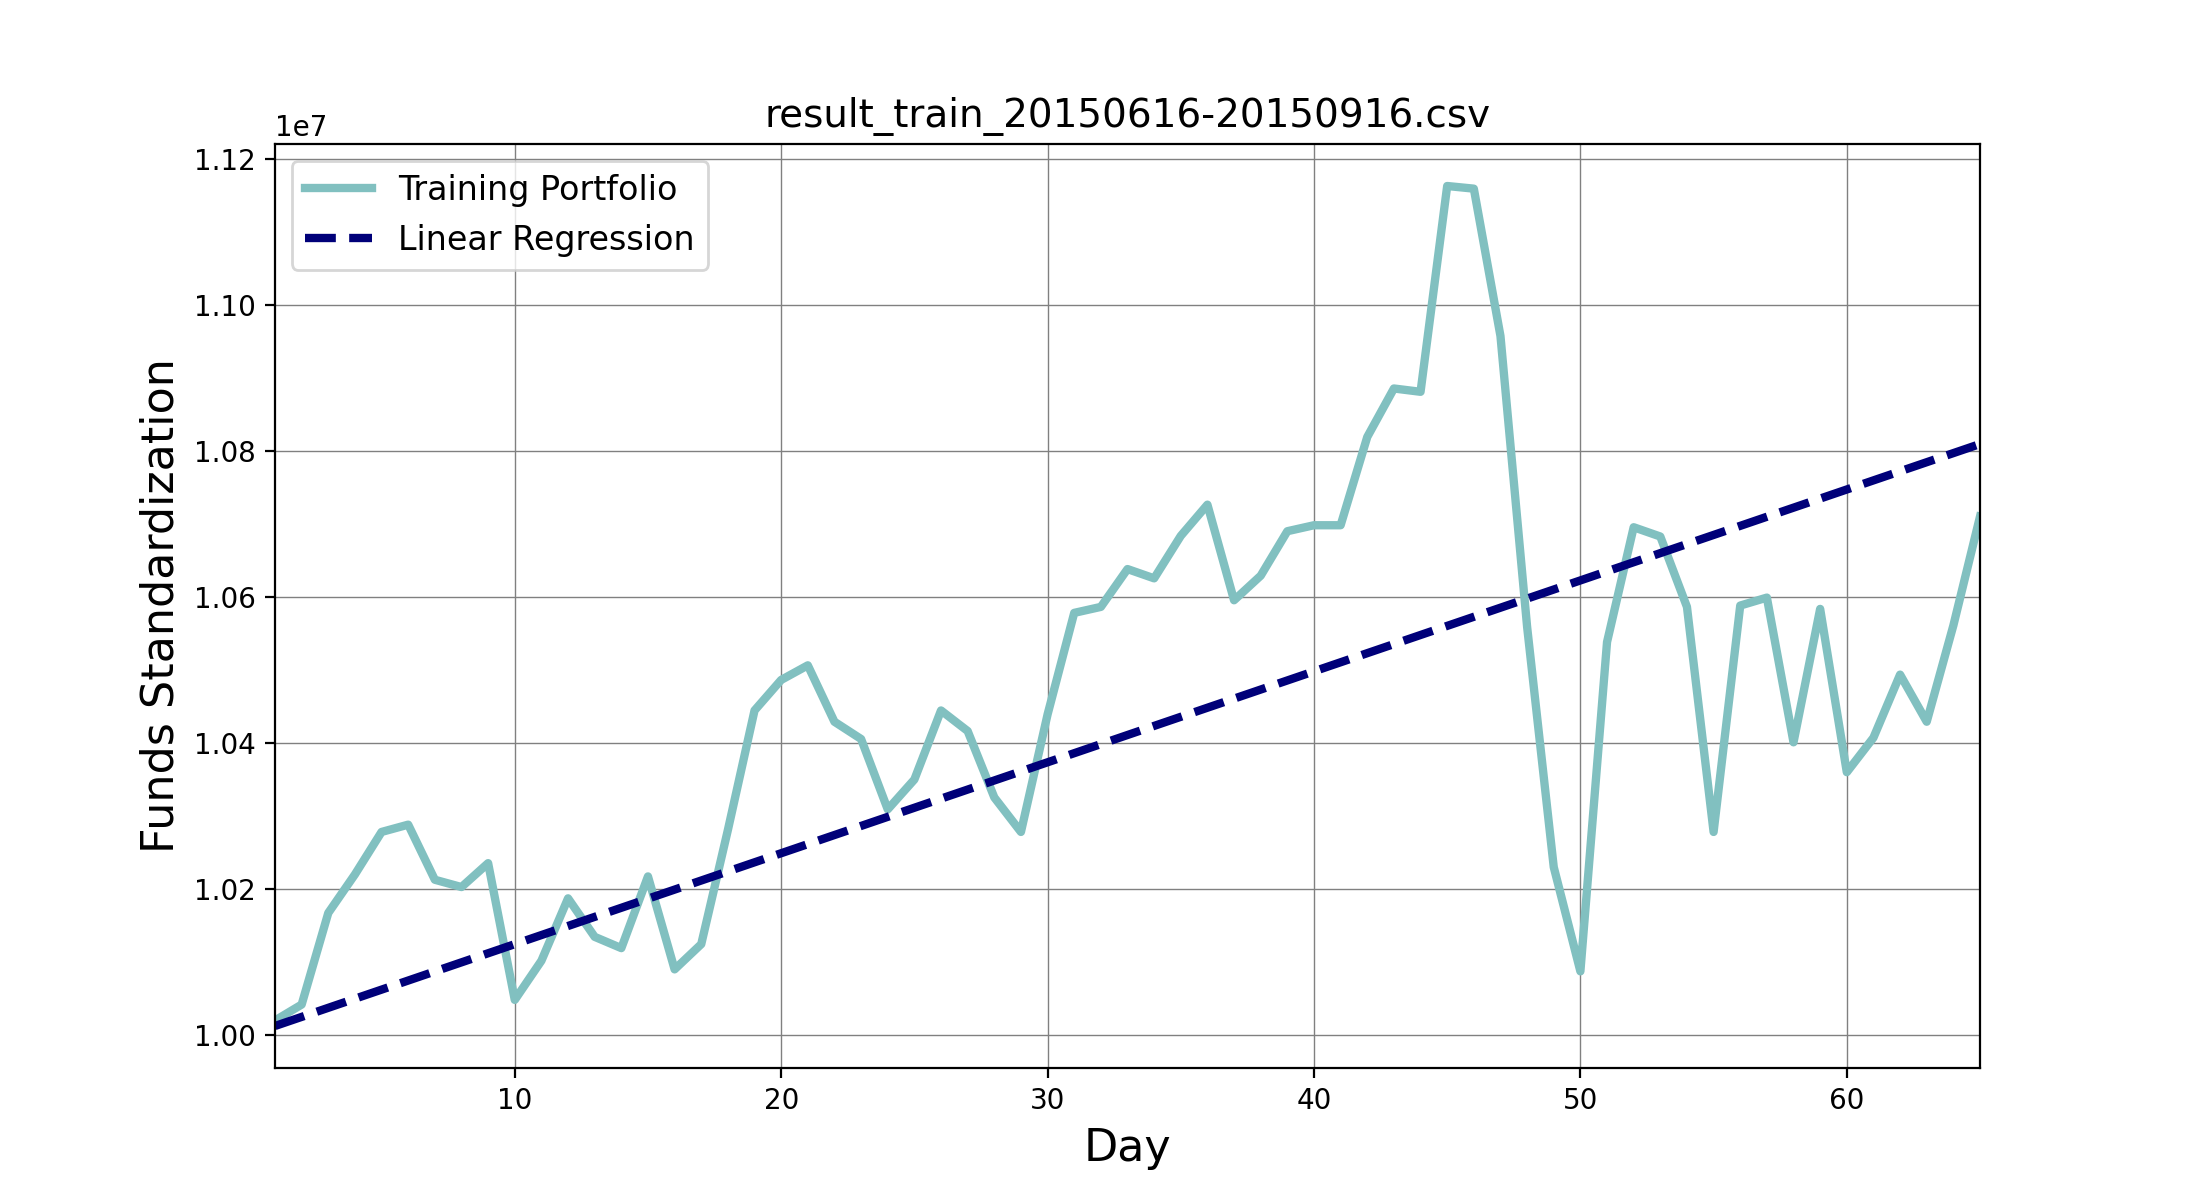 result_train_20150616-20150916.csv
1e7
1.12
1.10
1.08
1.06
1.04
1.02
1.00
Training Portfolio
Linear Regression
Funds Standardization
10 20 30 40 50 60
Day